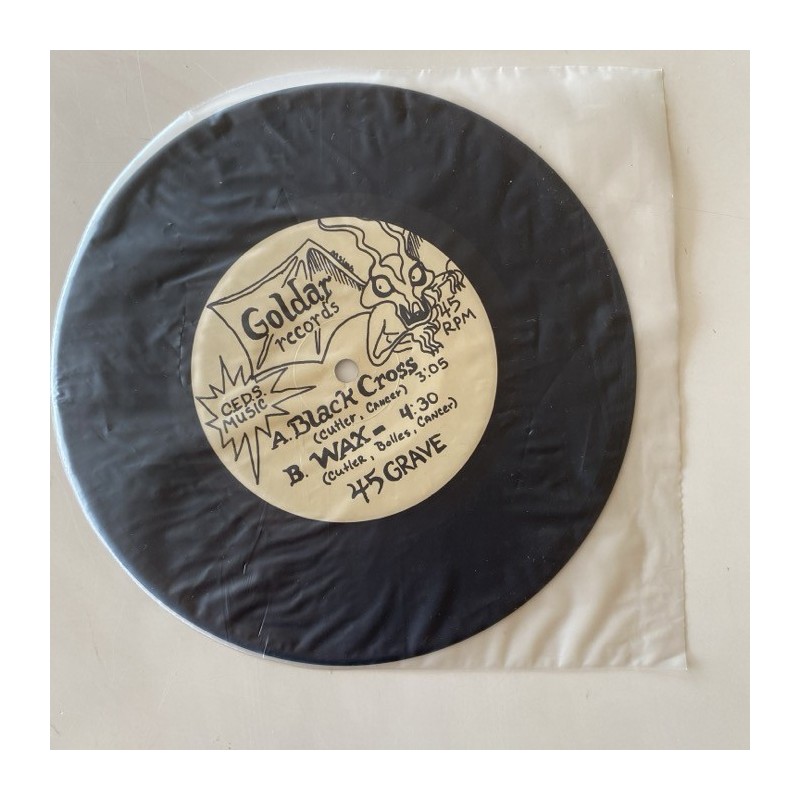 Goldar
records
45
RPM
C.E.D.S.
MUSIC
A. Black Cross
(Cutler, Cancer) 3:05
B. WAX - 4:30
(Cutler, Bolles, Cancer)
45 GRAVE